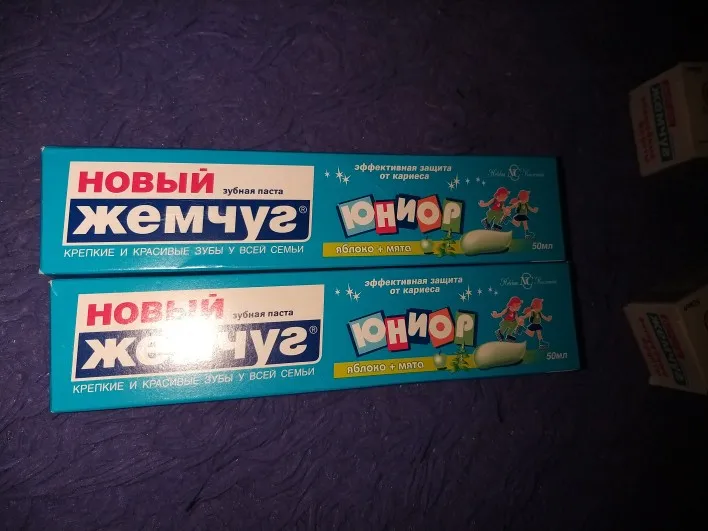 НОВЫЙ
зубная паста
жемчуг®
КРЕПКИЕ И КРАСИВЫЕ ЗУБЫ У ВСЕЙ СЕМЬИ
эффективная защита
от кариеса
ЮНИОР
яблоко + мята
50мл
НОВЫЙ
зубная паста
жемчуг®
КРЕПКИЕ И КРАСИВЫЕ ЗУБЫ У ВСЕЙ СЕМЬИ
эффективная защита
от кариеса
ЮНИОР
яблоко + мята
50мл